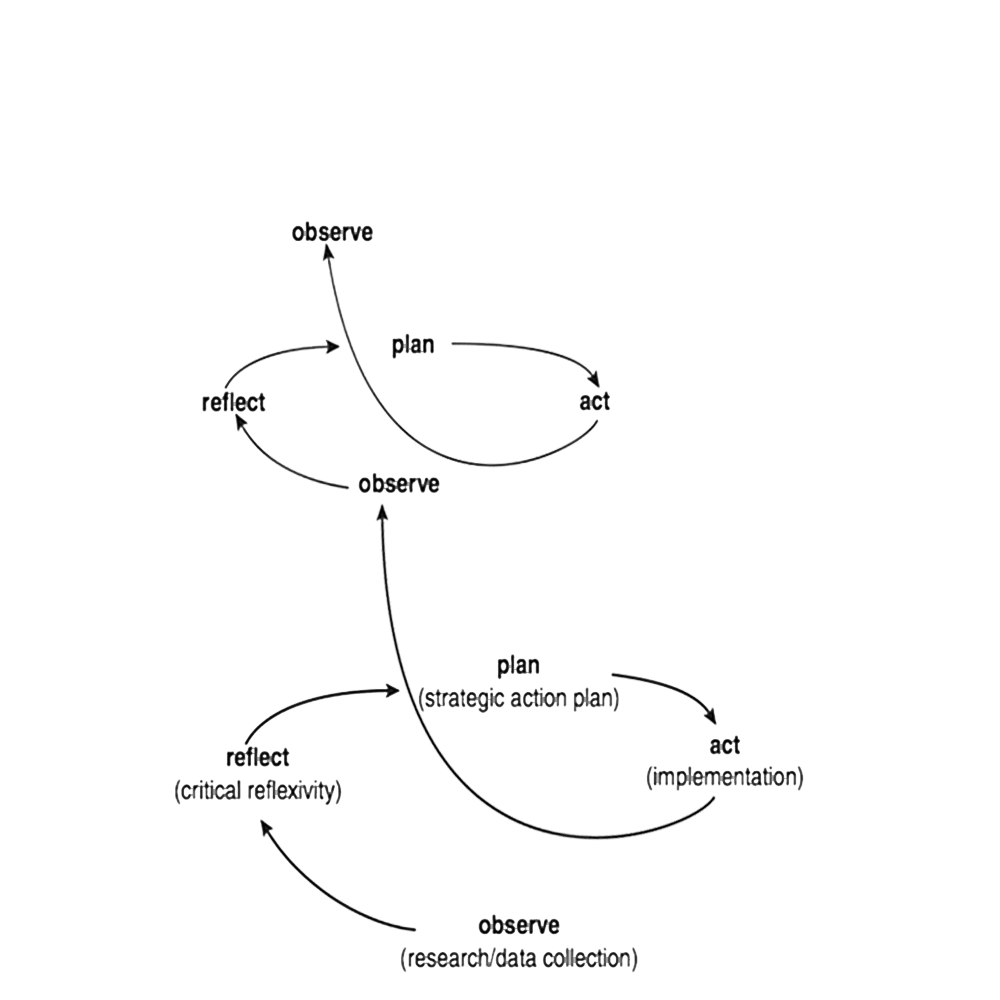 observe
plan
reflect
act
observe
plan
(strategic action plan)
act
(implementation)
reflect
(critical reflexivity)
observe
(research/data collection)